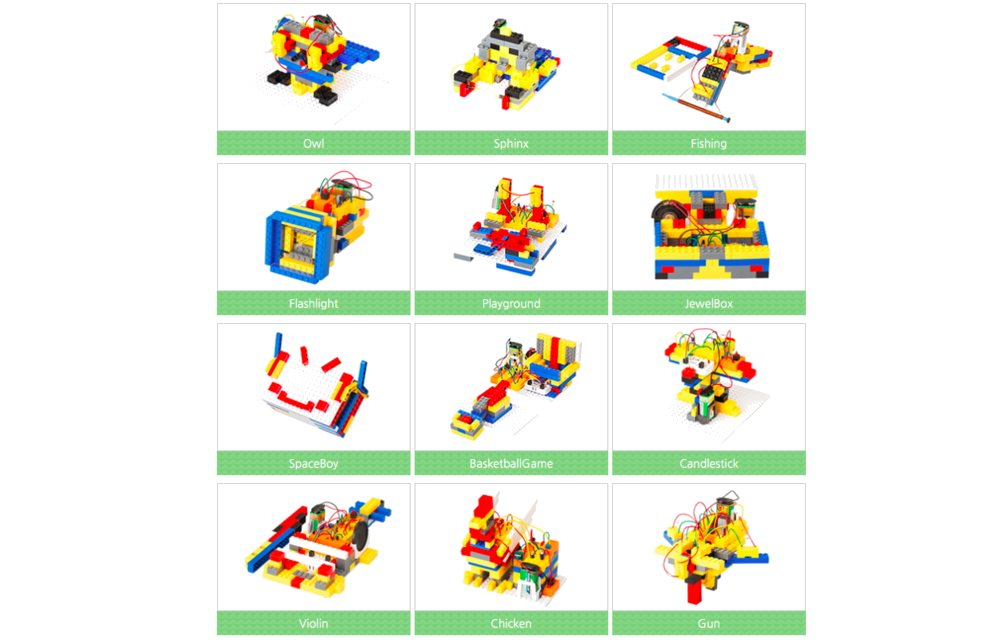 Owl
Sphinx
Fishing
Flashlight
Playground
JewelBox
SpaceBoy
BasketballGame
Candlestick
Violin
Chicken
Gun